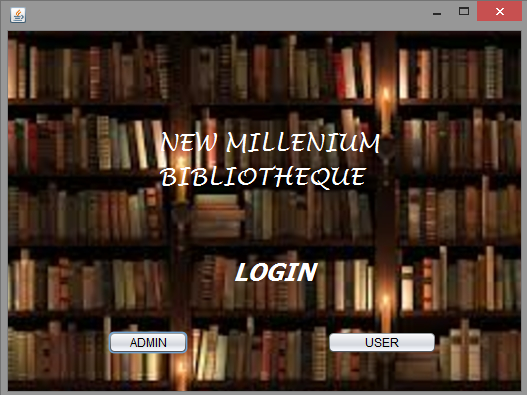 NEW MILLENIUM
BIBLIOTHEQUE
LOGIN
ADMIN
USER